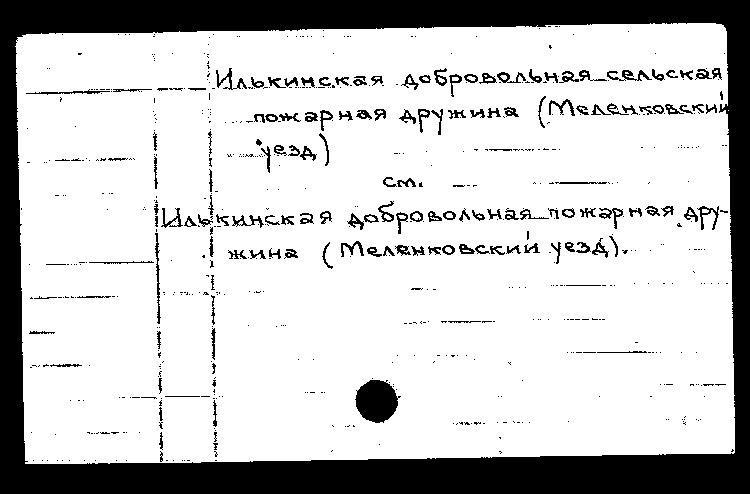 Илькинская добровольная сельская
пожарная дружина (Меленковский
уезд)
см.
Илькинская добровольная пожарная дру-
жина (Меленковский уезд).